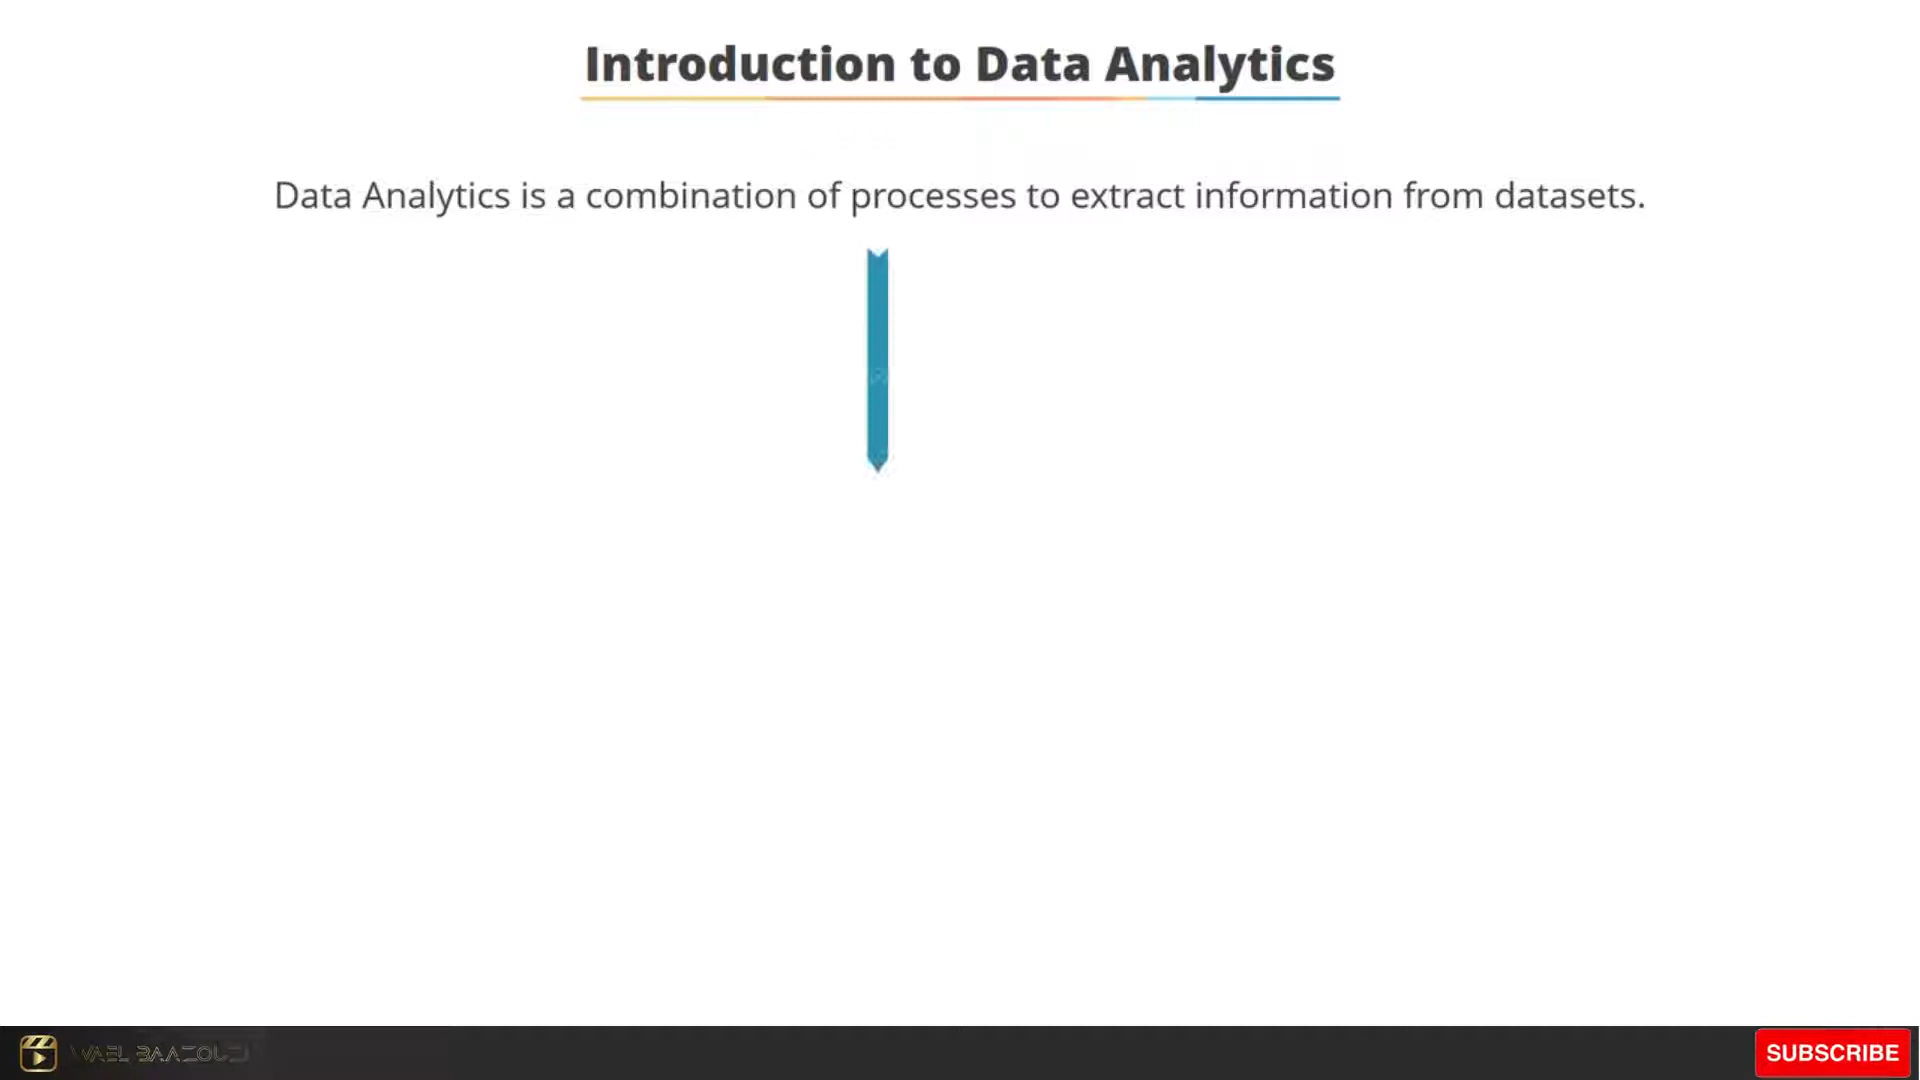 Introduction to Data Analytics
Data Analytics is a combination of processes to extract information from datasets.
SUBSCRIBE